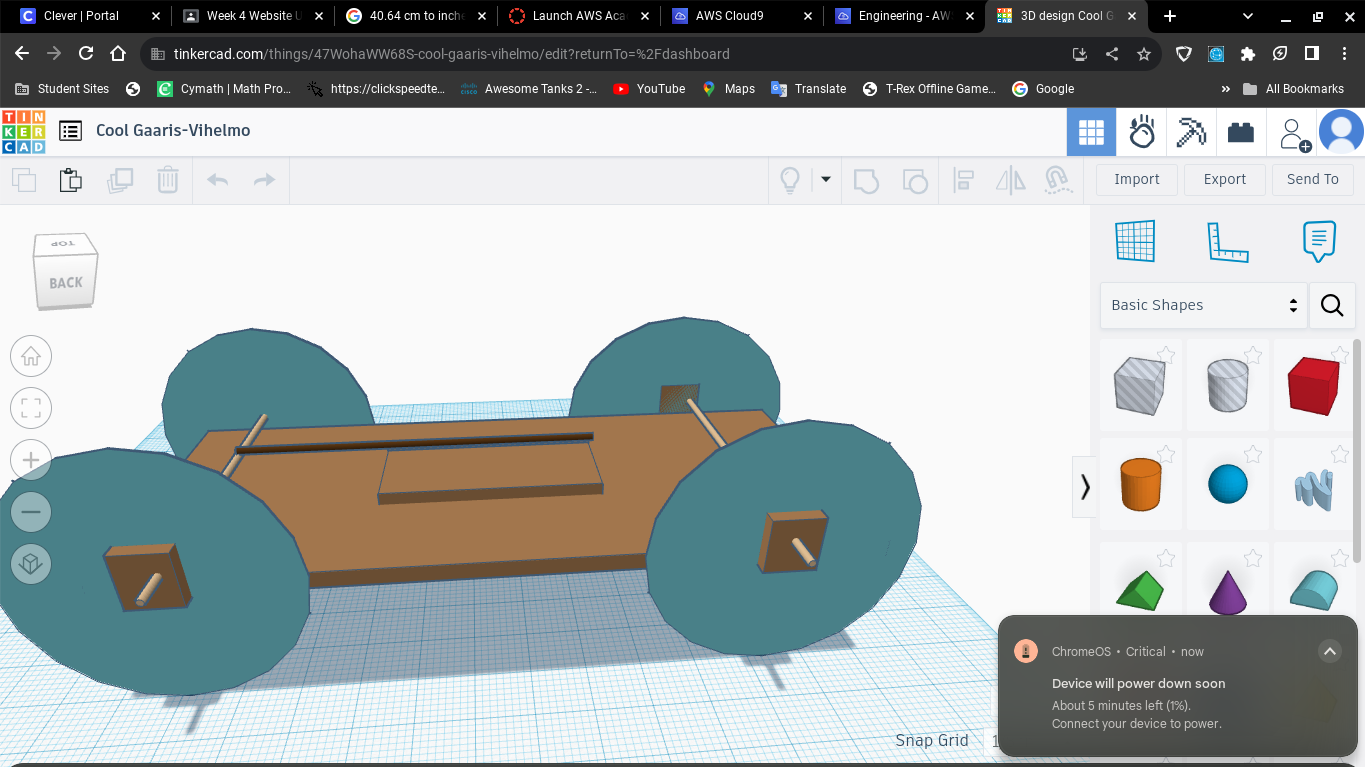 Clever | Portal
Week 4 Website U
40.64 cm to inche
Launch AWS Aca
AWS Cloud9
Engineering - AW
3D design Cool G
tinkercad.com/things/47WohaWW68S-cool-gaaris-vihelmo/edit?returnTo=%2Fdashboard
Student Sites
Cymath | Math Pro...
https://clickspeedte...
Awesome Tanks 2 -...
YouTube
Maps
Translate
T-Rex Offline Game...
Google
»
All Bookmarks
TIN
KER
CAD
Cool Gaaris-Vihelmo
Import
Export
Send To
TOP
BACK
Basic Shapes
ChromeOS • Critical • now
Device will power down soon
About 5 minutes left (1%).
Connect your device to power.
Snap Grid